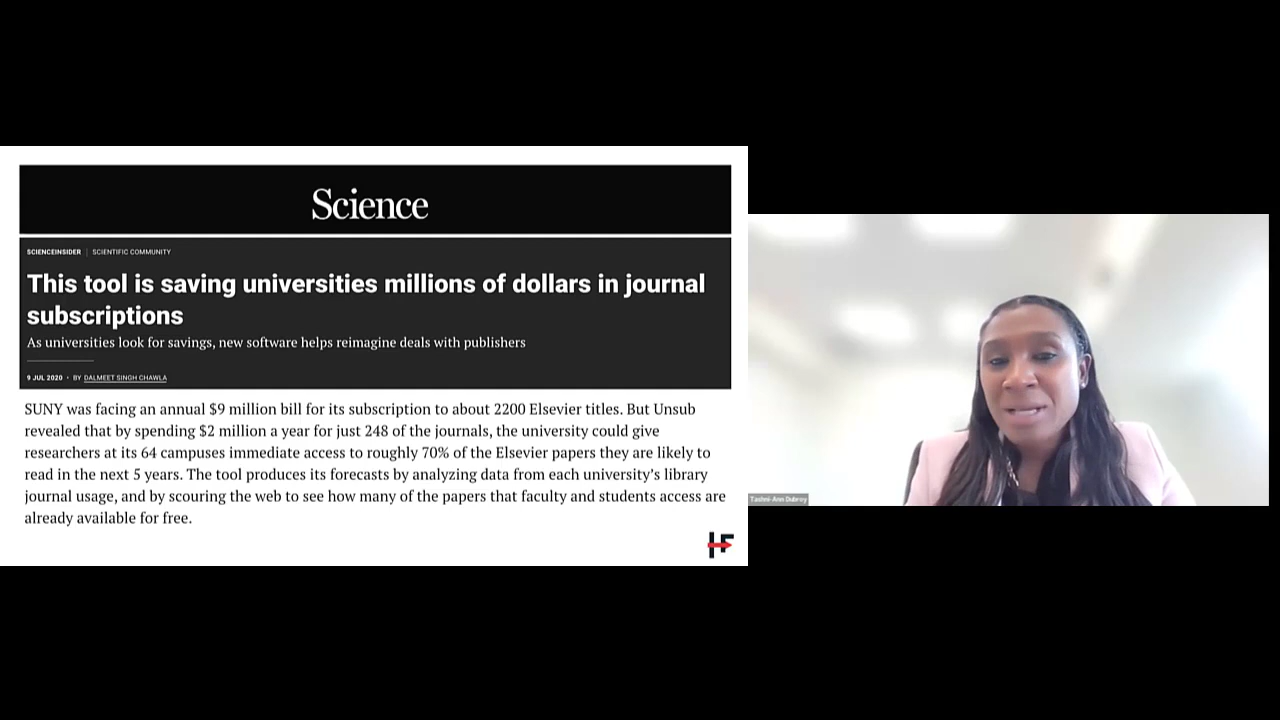 Science
SCIENCEINSIDER | SCIENTIFIC COMMUNITY
This tool is saving universities millions of dollars in journal
subscriptions
As universities look for savings, new software helps reimagine deals with publishers
9 JUL 2020 • BY DALMEET SINGH CHAWLA
SUNY was facing an annual $9 million bill for its subscription to about 2200 Elsevier titles. But Unsub
revealed that by spending $2 million a year for just 248 of the journals, the university could give
researchers at its 64 campuses immediate access to roughly 70% of the Elsevier papers they are likely to
read in the next 5 years. The tool produces its forecasts by analyzing data from each university’s library
journal usage, and by scouring the web to see how many of the papers that faculty and students access are
already available for free.
HF
Tashni-Ann Dubroy